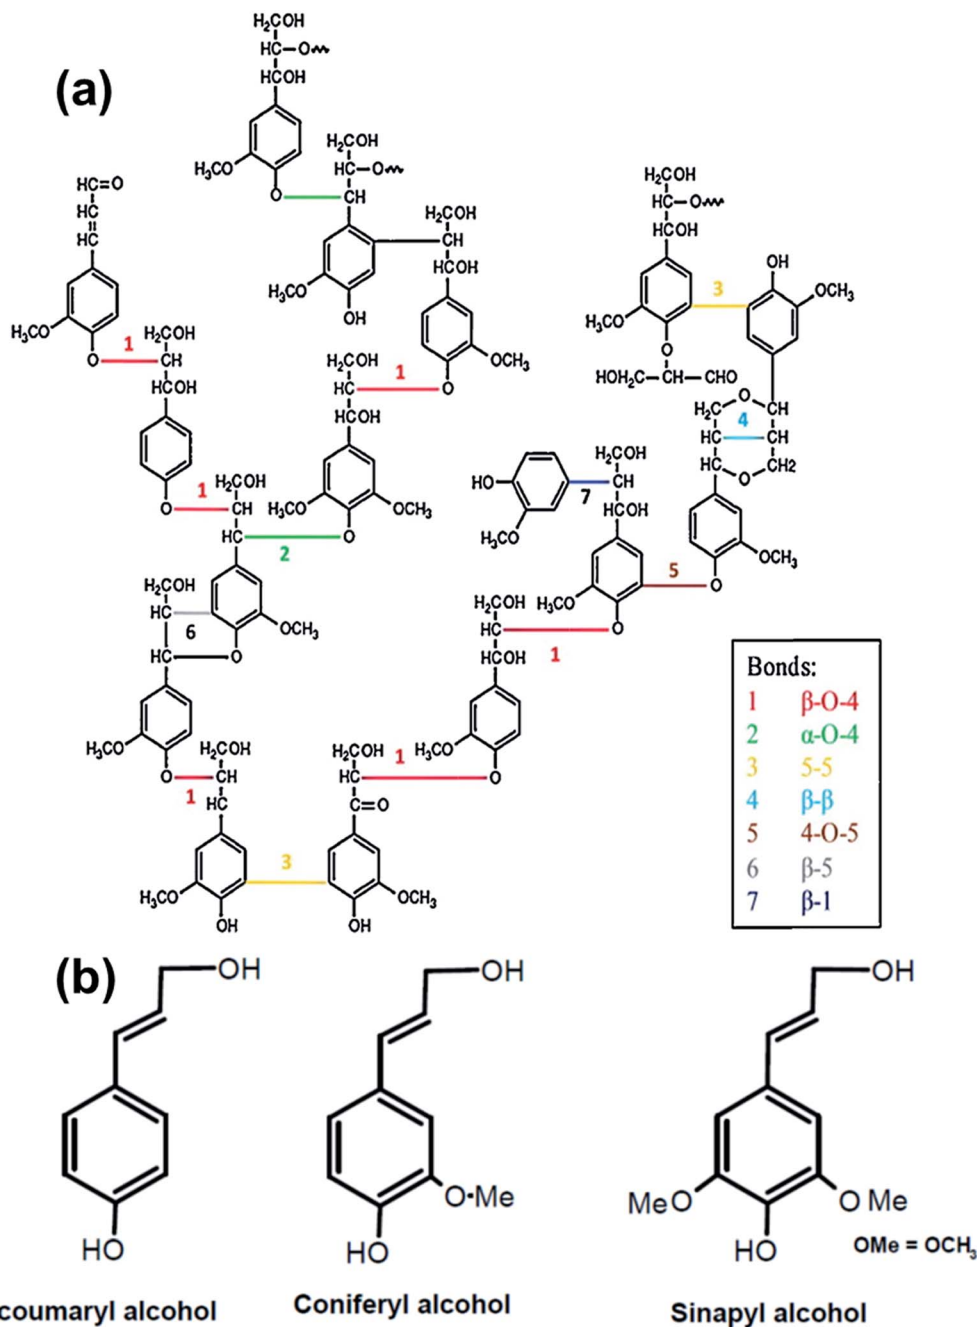 (a)
H₂COH
HC—O
HCOH
H₃CO
O
H₂COH
HC—O
CH
H₃CO
OH
H₂COH
CH
HCOH
OCH₃
O
HC=O
HC
HC
H₃CO
O
1
H₂COH
CH
HCOH
O
1
H₂COH
HC
HCOH
1
H₃CO
OCH₃
O
H₂COH
CH
HC
2
H₂COH
HC
6
HC
O
OCH₃
H₃CO
O
1
H₂COH
CH
HC
H₃CO
OH
3
H₂COH
HC
C=O
OCH₃
OH
1
H₂COH
HC
HCOH
H₃CO
O
1
H₂COH
HC—O
HCOH
H₃CO
O
HOH₂C—CH—CHO
3
OH
OCH₃
H₂C
O
CH
HC
4
CH
HC
O
CH2
OCH₃
O
5
HO
H₃CO
7
H₂COH
CH
HCOH
H₃CO
O
Bonds:
1 β-O-4
2 α-O-4
3 5-5
4 β-β
5 4-O-5
6 β-5
7 β-1
(b)
OH
HO
coumaryl alcohol
OH
O-Me
HO
Coniferyl alcohol
OH
MeO
O Me
HO
OMe = OCH₃
Sinapyl alcohol